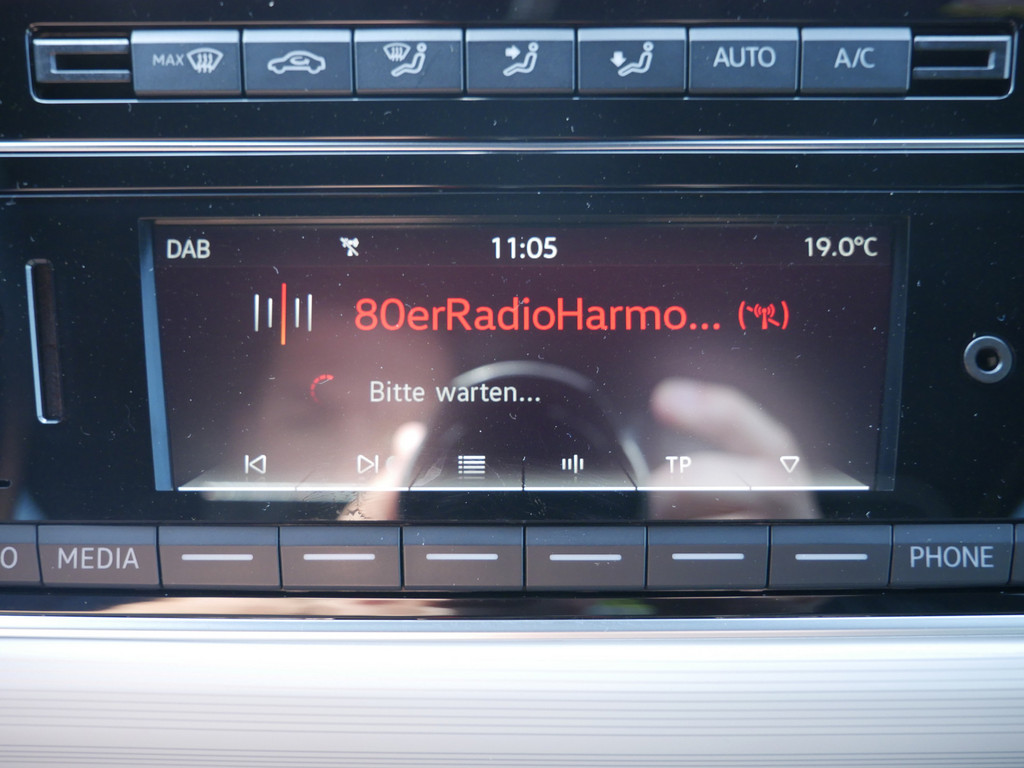 MAX AUTO A/C
DAB 11:05 19.0°C
80erRadioHarmo...
Bitte warten...
TP
O MEDIA PHONE